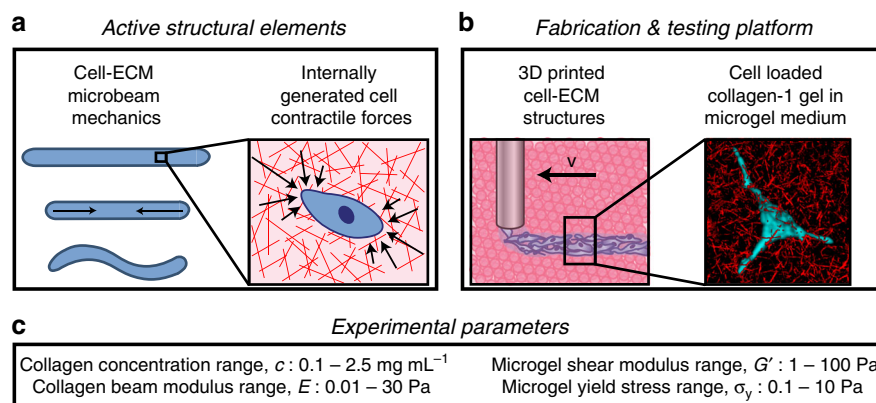 a
Active structural elements
Cell-ECM
microbeam
mechanics
Internally
generated cell
contractile forces
b
Fabrication & testing platform
3D printed
cell-ECM
structures
Cell loaded
collagen-1 gel in
microgel medium
v
c
Experimental parameters
Collagen concentration range, c : 0.1 – 2.5 mg mL⁻¹
Collagen beam modulus range, E : 0.01 – 30 Pa
Microgel shear modulus range, G′ : 1 – 100 Pa
Microgel yield stress range, σy : 0.1 – 10 Pa